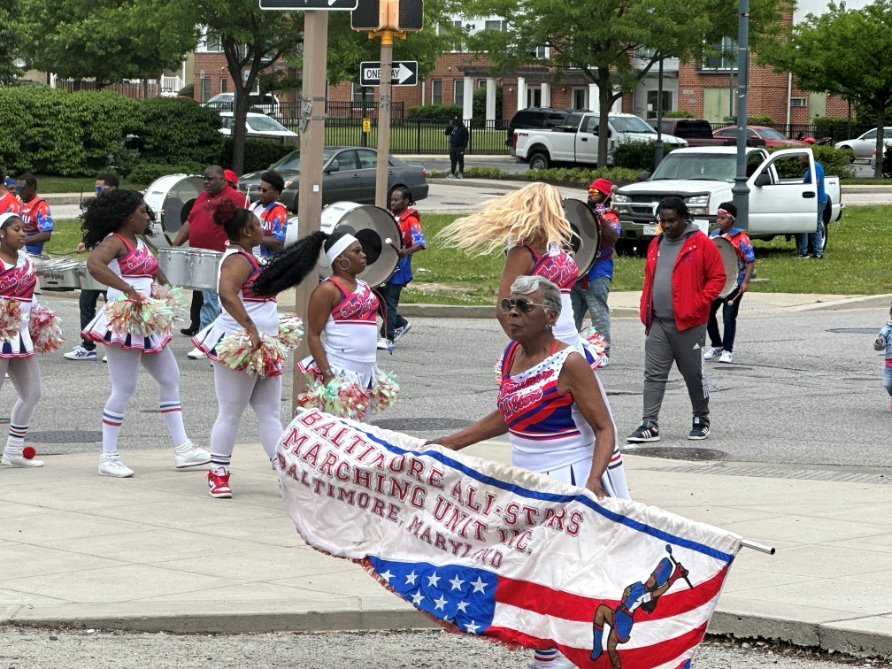 ONE WAY
BALTIMORE ALL-STARS
MARCHING UNIT INC.
BALTIMORE, MARYLAND